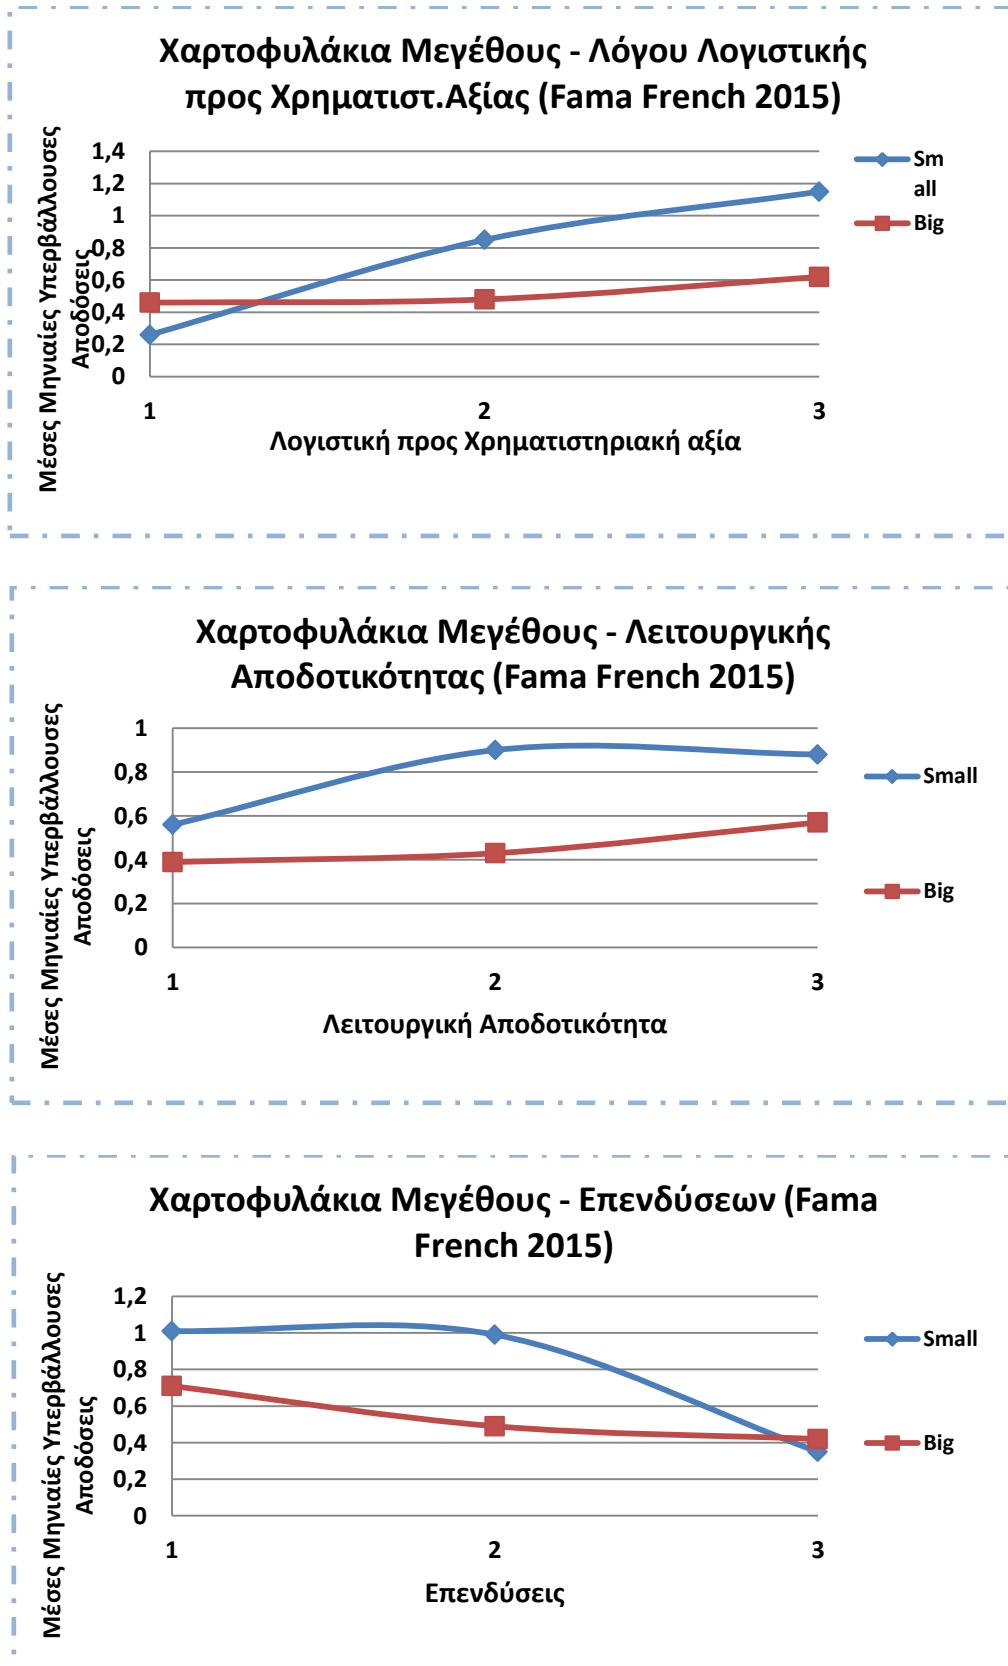 Χαρτοφυλάκια Μεγέθους - Λόγου Λογιστικής
προς Χρηματιστ.Αξίας (Fama French 2015)
Μέσες Μηνιαίες Υπερβάλλουσες
Αποδόσεις
1,4
1,2
1
0,8
0,6
0,4
0,2
0
1 2 3
Λογιστική προς Χρηματιστηριακή αξία
Sm
all
Big
Χαρτοφυλάκια Μεγέθους - Λειτουργικής
Αποδοτικότητας (Fama French 2015)
Μέσες Μηνιαίες Υπερβάλλουσες
Αποδόσεις
1
0,8
0,6
0,4
0,2
0
1 2 3
Λειτουργική Αποδοτικότητα
Small
Big
Χαρτοφυλάκια Μεγέθους - Επενδύσεων (Fama
French 2015)
Μέσες Μηνιαίες Υπερβάλλουσες
Αποδόσεις
1,2
1
0,8
0,6
0,4
0,2
0
1 2 3
Επενδύσεις
Small
Big